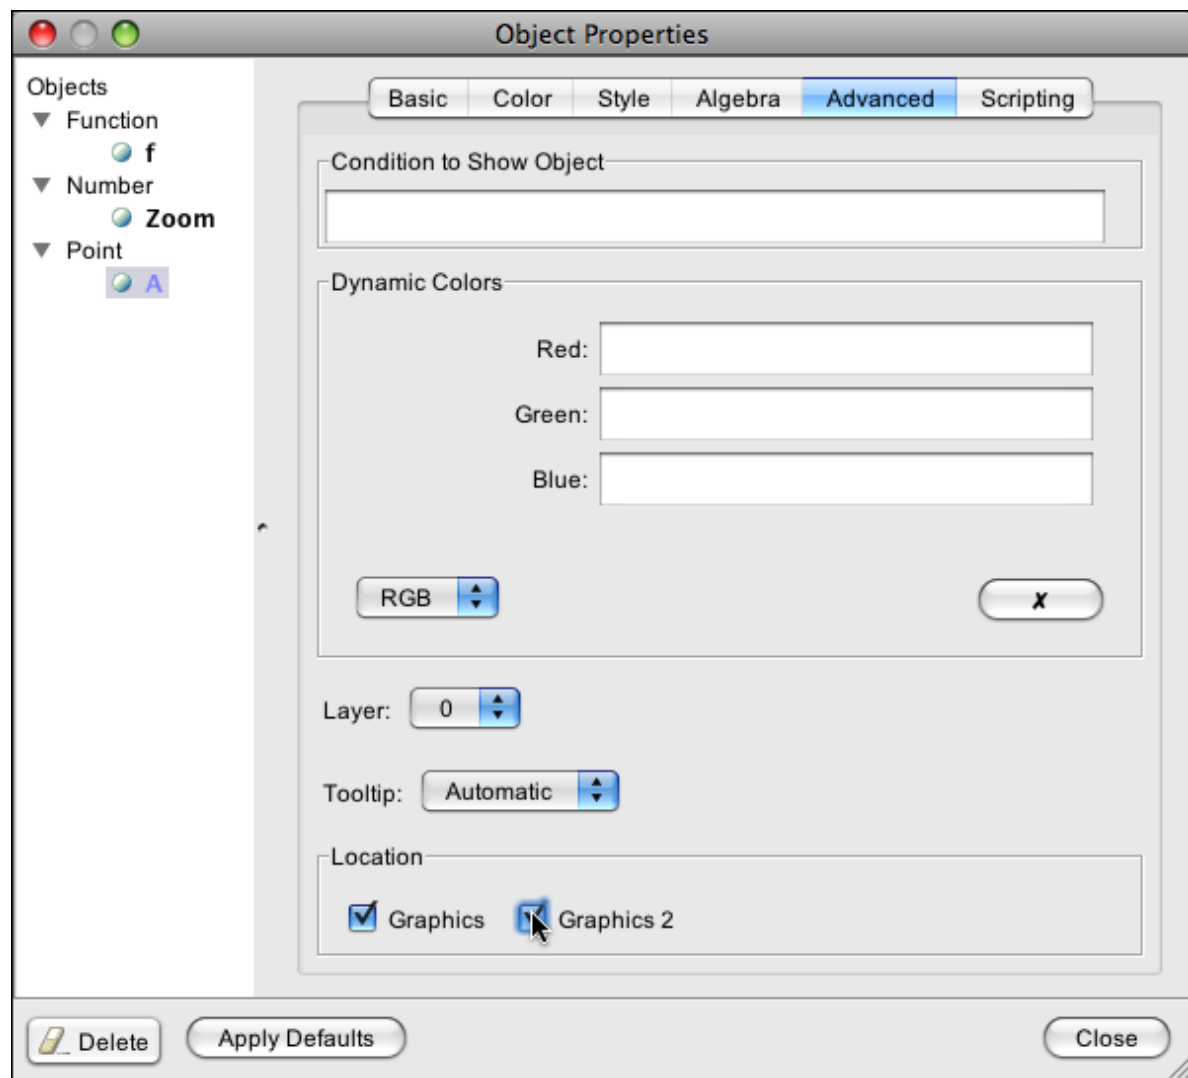 Object Properties
Objects
Function
f
Number
Zoom
Point
A
Basic Color Style Algebra Advanced Scripting
Condition to Show Object
Dynamic Colors
Red:
Green:
Blue:
RGB
x
Layer: 0
Tooltip: Automatic
Location
Graphics Graphics 2
Delete Apply Defaults Close